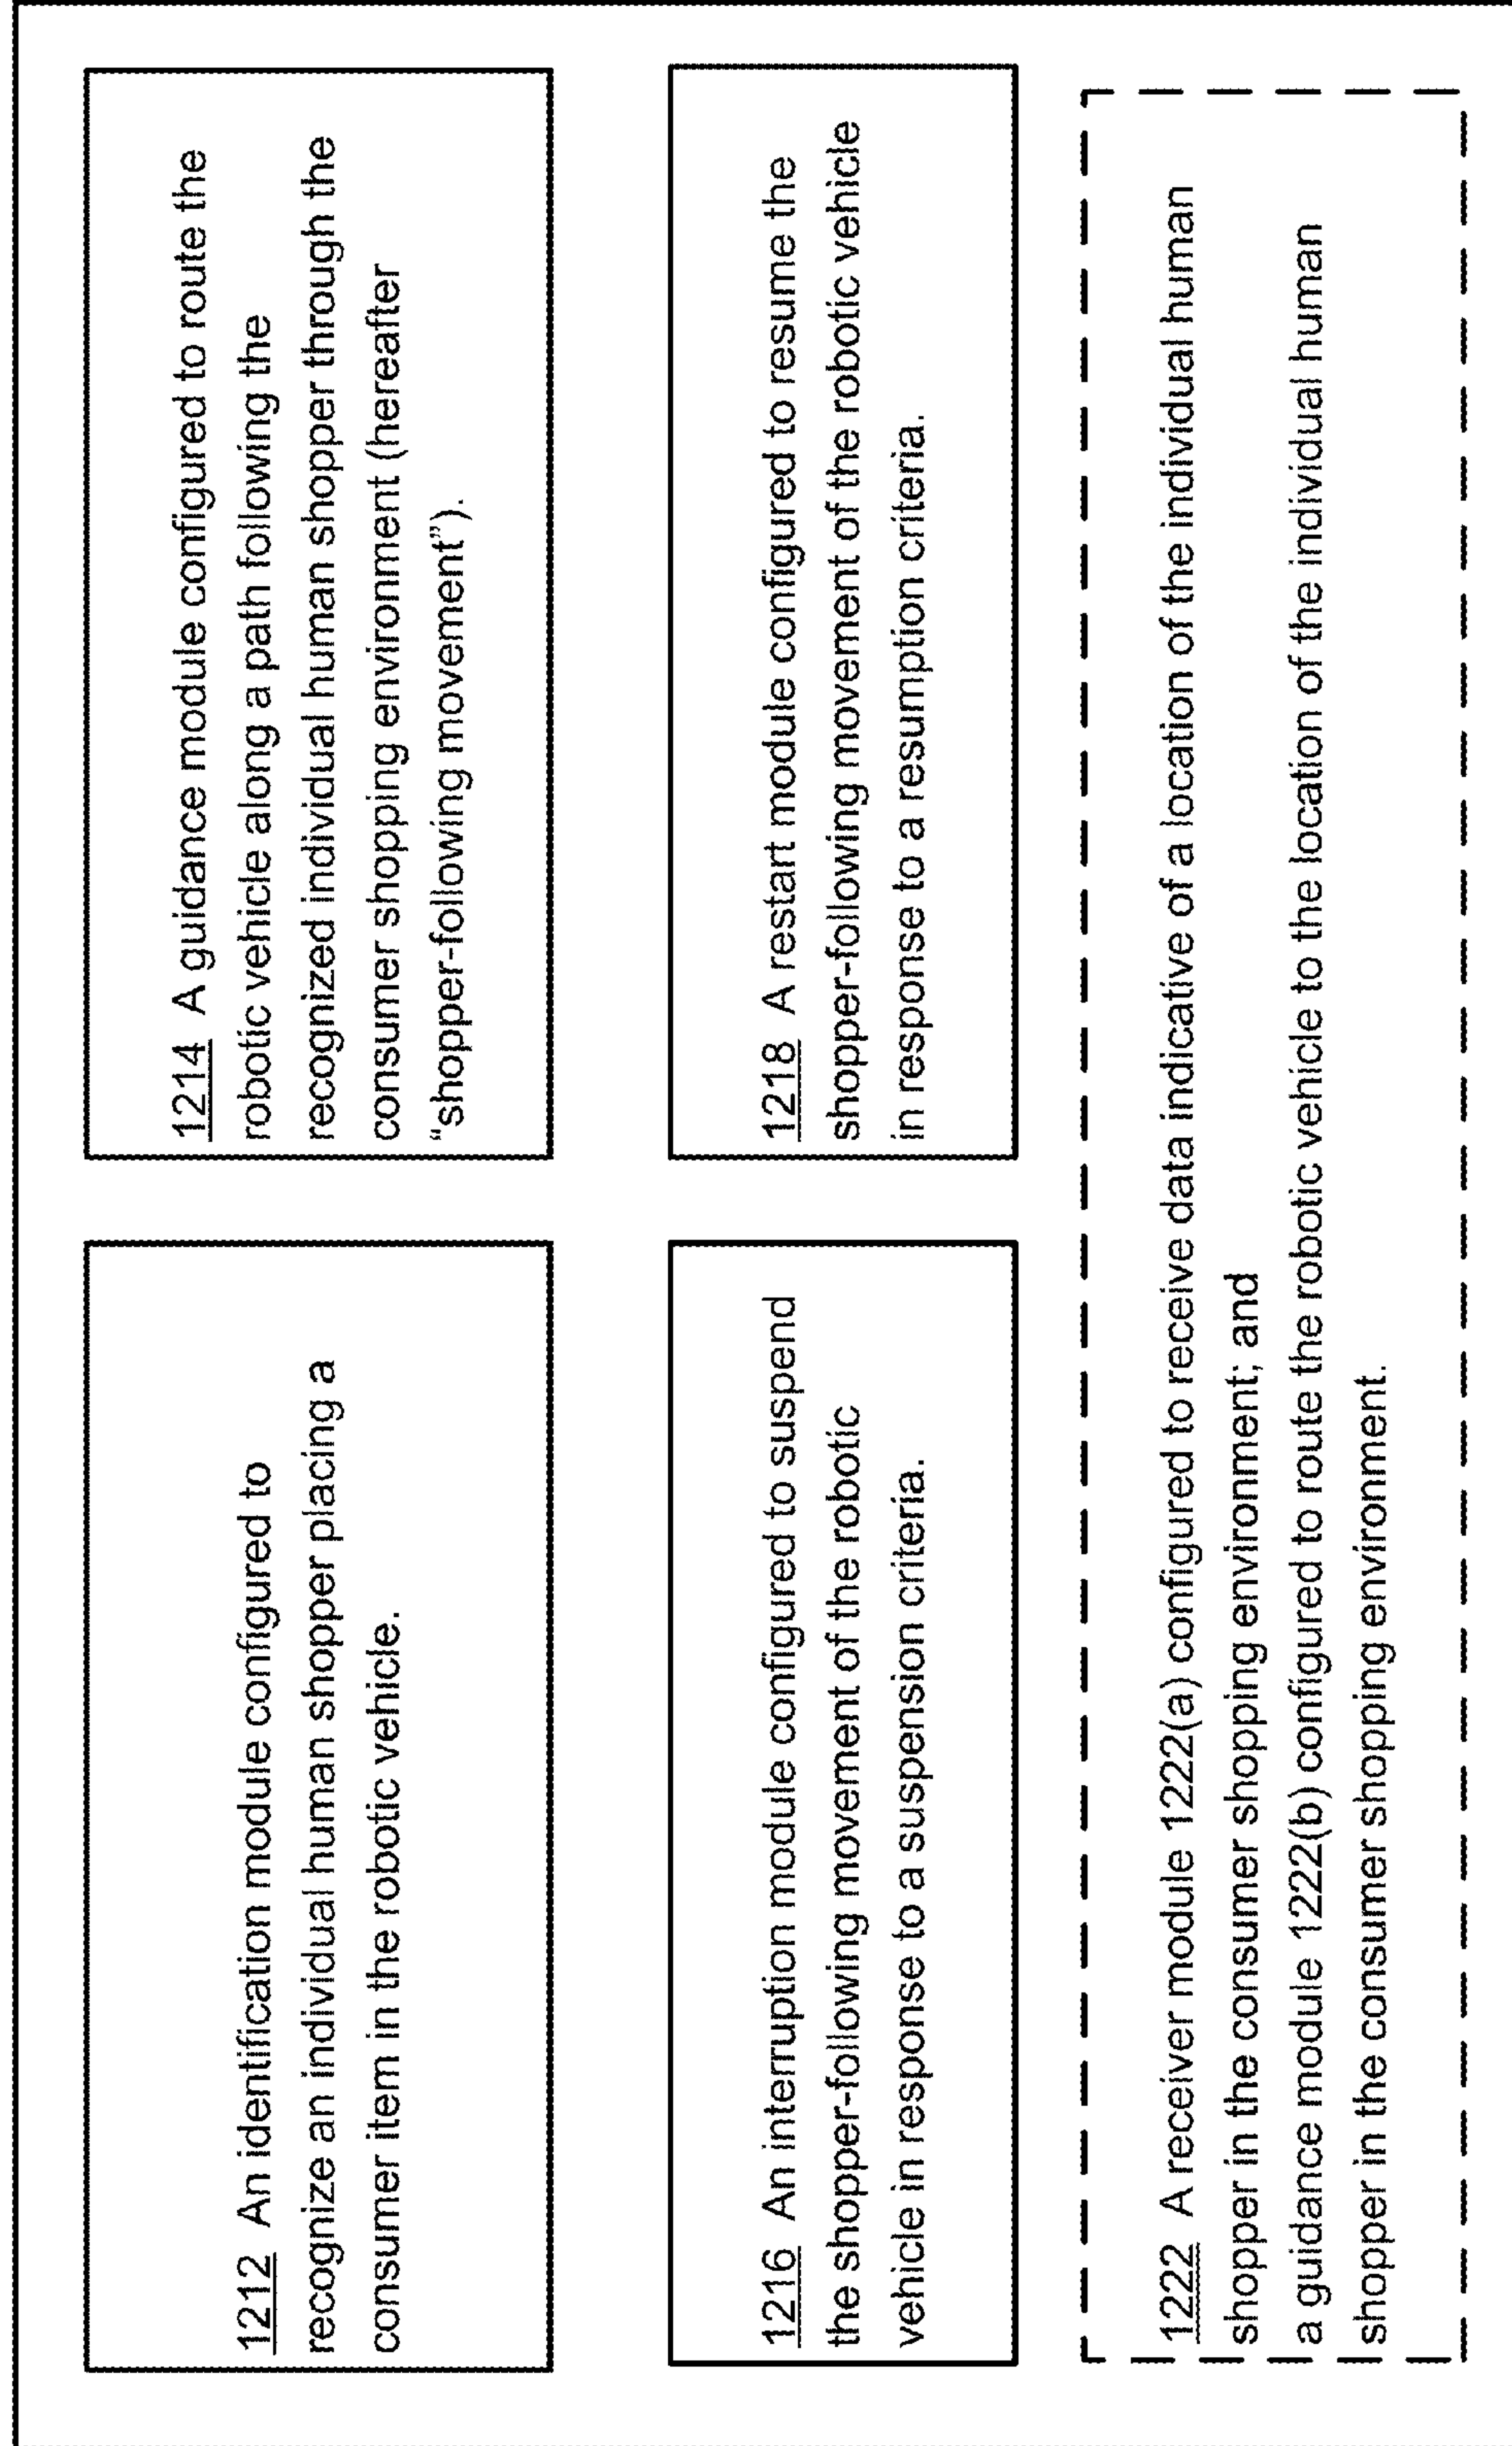 1212 An identification module configured to
recognize an individual human shopper placing a
consumer item in the robotic vehicle.
1214 A guidance module configured to route the
robotic vehicle along a path following the
recognized individual human shopper through the
consumer shopping environment (hereafter
“shopper-following movement”).
1216 An interruption module configured to suspend
the shopper-following movement of the robotic
vehicle in response to a suspension criteria.
1218 A restart module configured to resume the
shopper-following movement of the robotic vehicle
in response to a resumption criteria.
1222 A receiver module 1222(a) configured to receive data indicative of a location of the individual human
shopper in the consumer shopping environment; and
a guidance module 1222(b) configured to route the robotic vehicle to the location of the individual human
shopper in the consumer shopping environment.